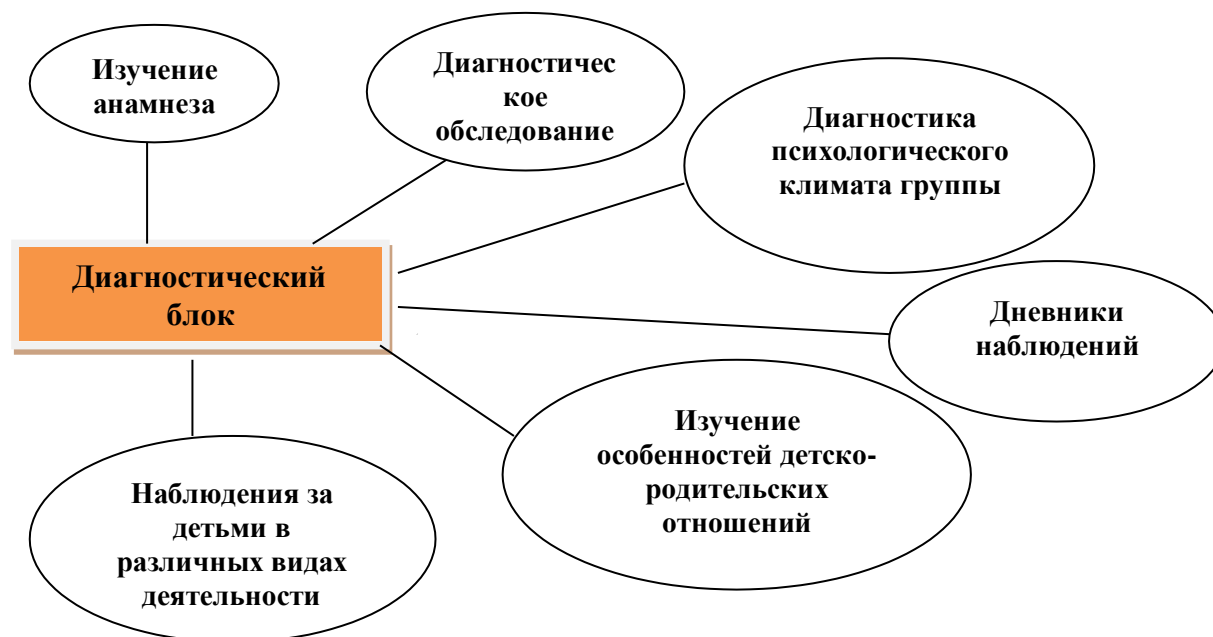 Изучение
анамнеза
Диагностичес
кое
обследование
Диагностика
психологического
климата группы
Диагностический
блок
Дневники
наблюдений
Изучение
особенностей детско-
родительских
отношений
Наблюдения за
детьми в
различных видах
деятельности